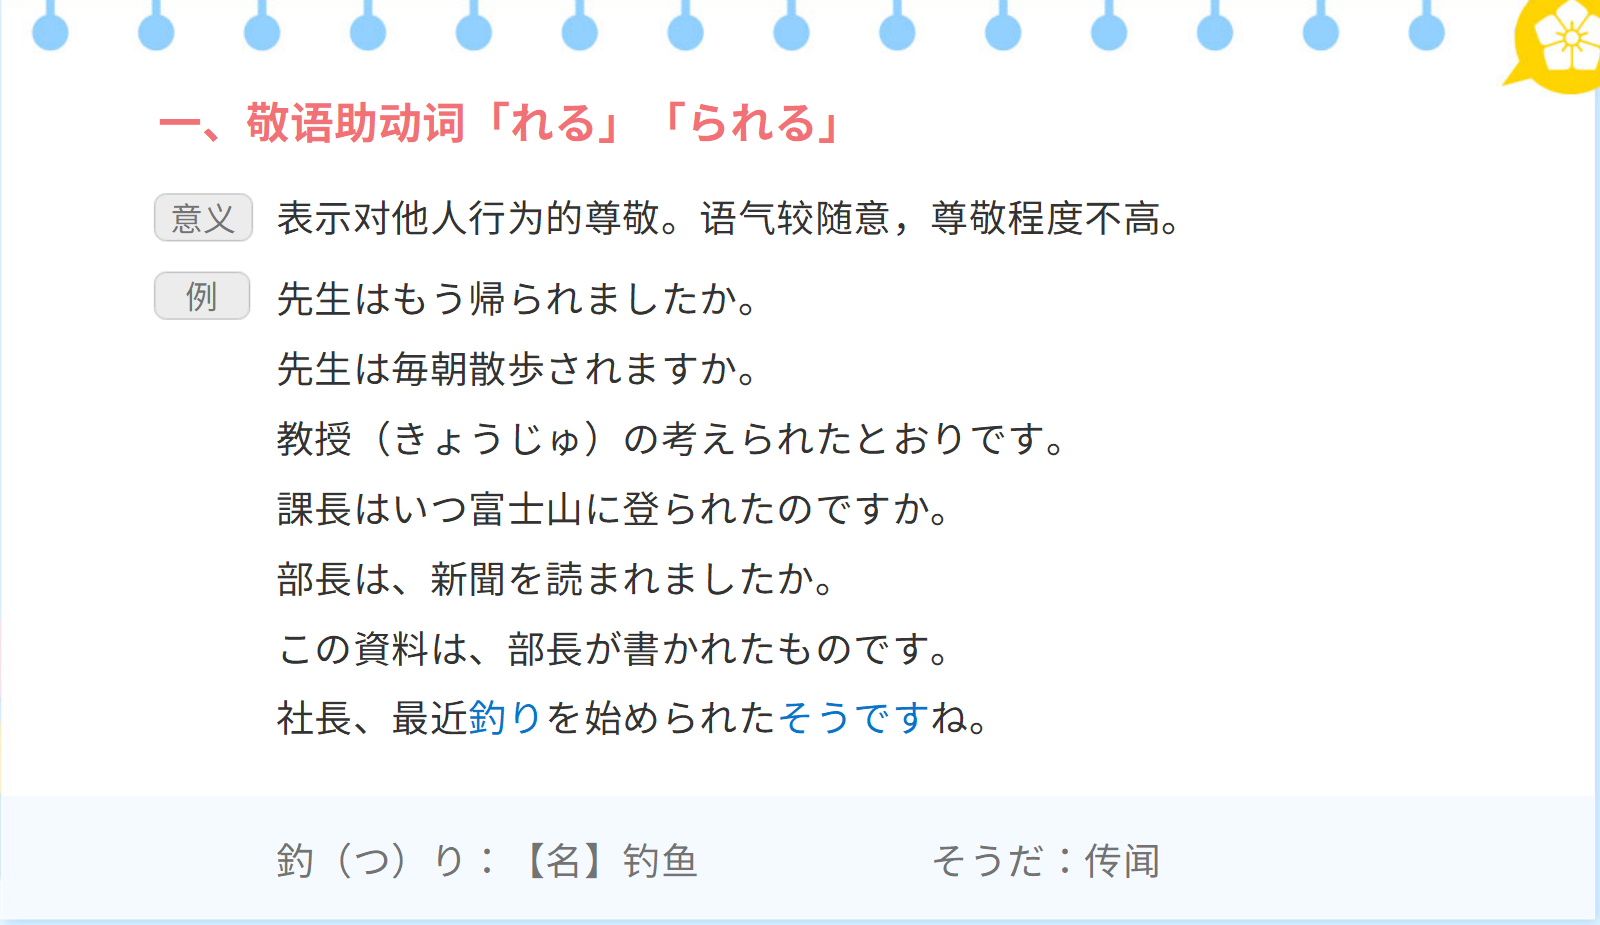 一、敬语助动词「れる」「られる」
意义 表示对他人行为的尊敬。语气较随意，尊敬程度不高。
例 先生はもう帰られましたか。
先生は毎朝散歩されますか。
教授（きょうじゅ）の考えられたとおりです。
課長はいつ富士山に登られたのですか。
部長は、新聞を読まれましたか。
この資料は、部長が書かれたものです。
社長、最近釣りを始められたそうですね。
釣（つ）り：【名】钓鱼 そうだ：传闻